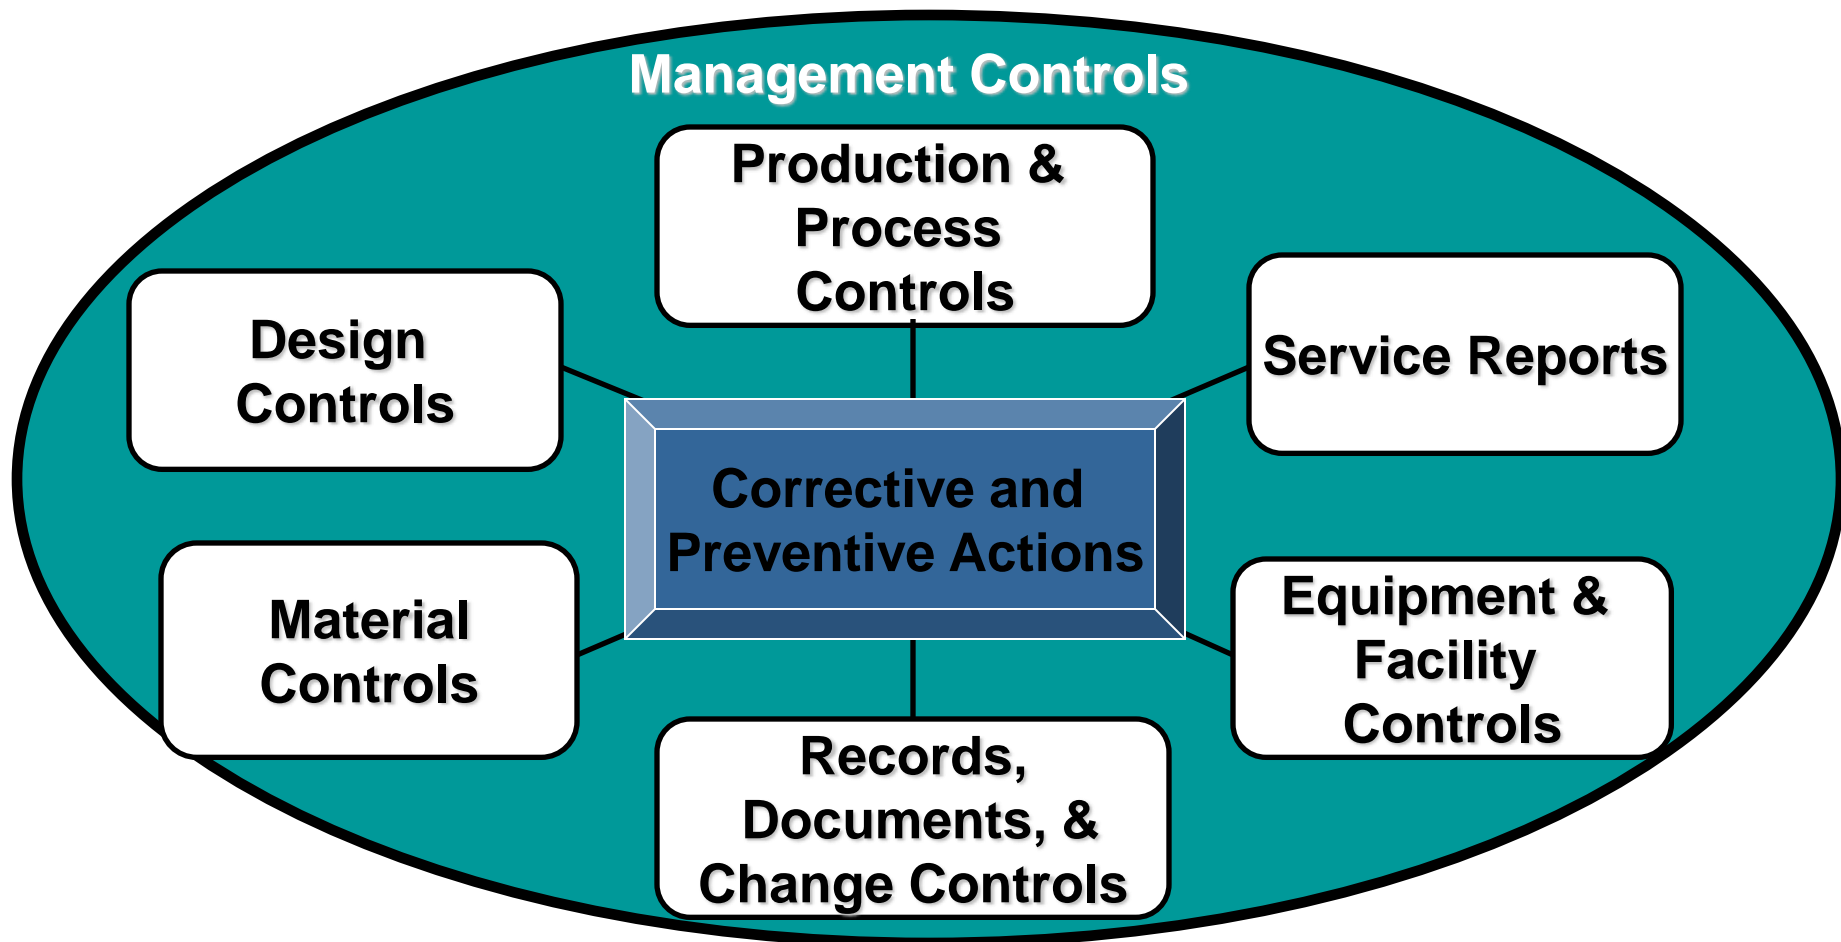 Management Controls
Production &
Process
Controls
Design
Controls
Service Reports
Corrective and
Preventive Actions
Material
Controls
Equipment &
Facility
Controls
Records,
Documents, &
Change Controls